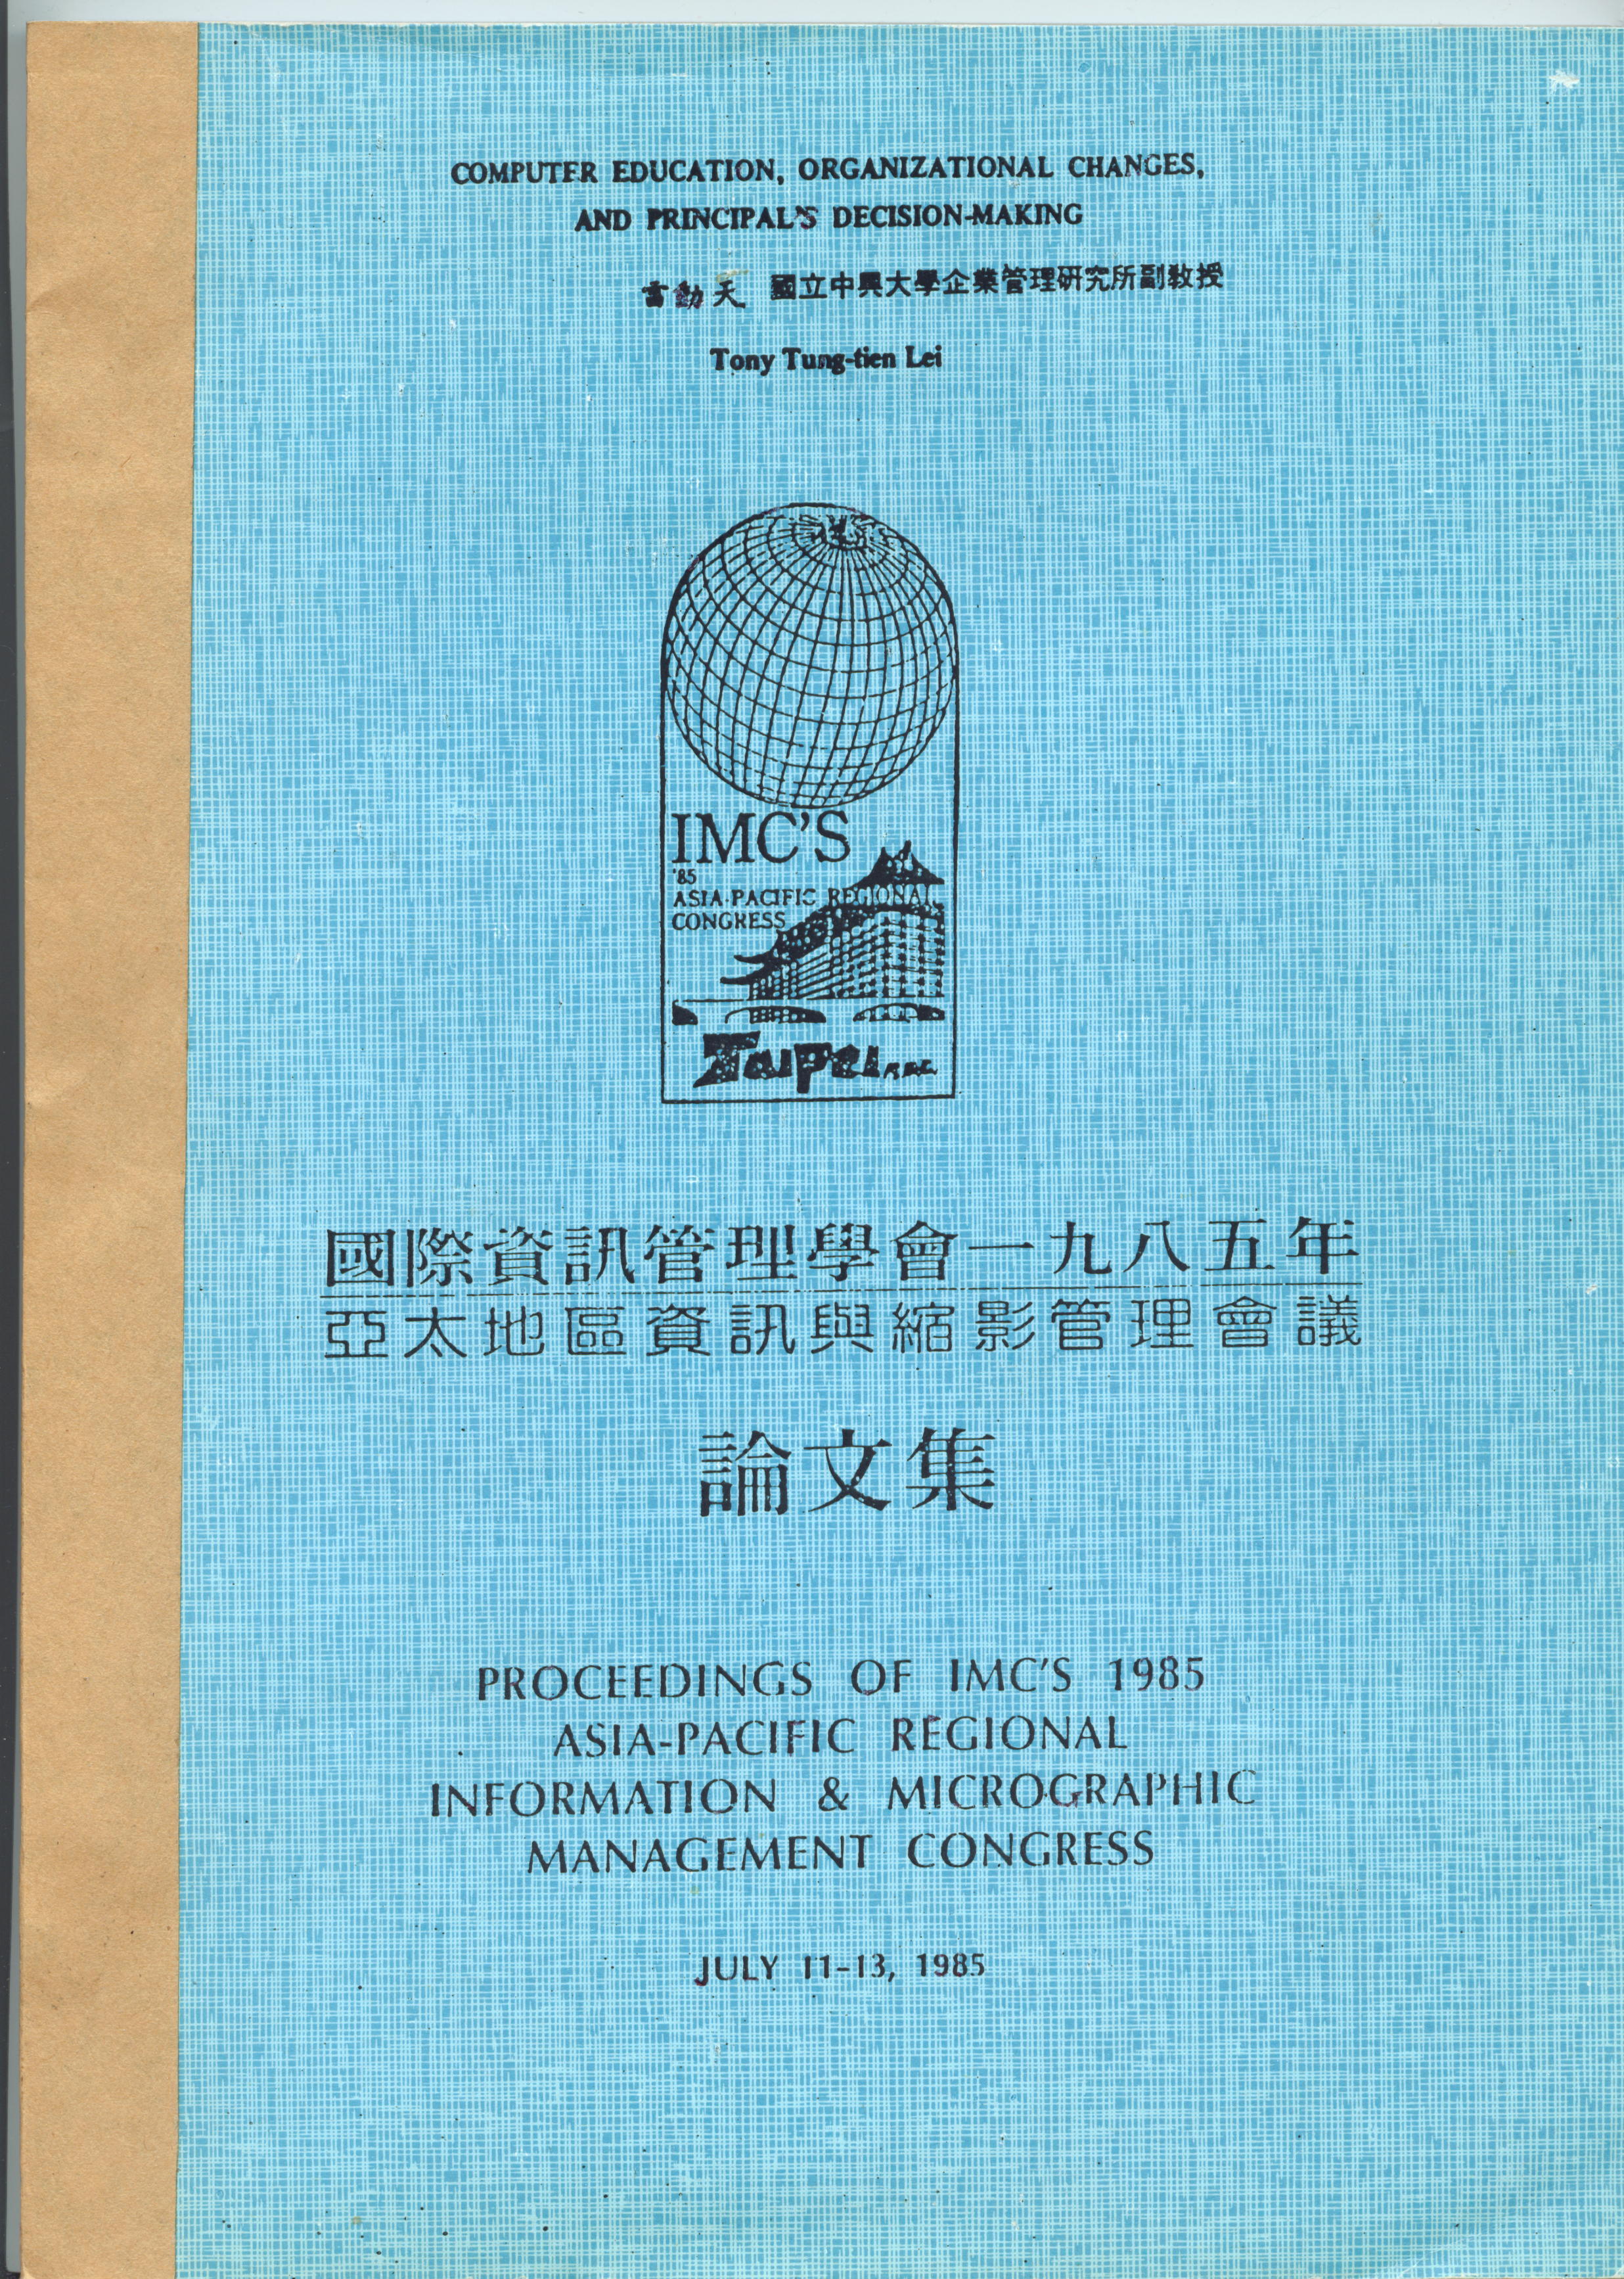 COMPUTER EDUCATION, ORGANIZATIONAL CHANGES,
AND PRINCIPAL'S DECISION-MAKING
雷動天 國立中興大學企業管理研究所副教授
Tony Tung-tien Lei
IMC'S
'85
ASIA-PACIFIC REGIONAL
CONGRESS
Taipei R.O.C.
國際資訊管理學會一九八五年
亞太地區資訊與縮影管理會議
論文集
PROCEEDINGS OF IMC'S 1985
ASIA-PACIFIC REGIONAL
INFORMATION & MICROGRAPHIC
MANAGEMENT CONGRESS
JULY 11-13, 1985